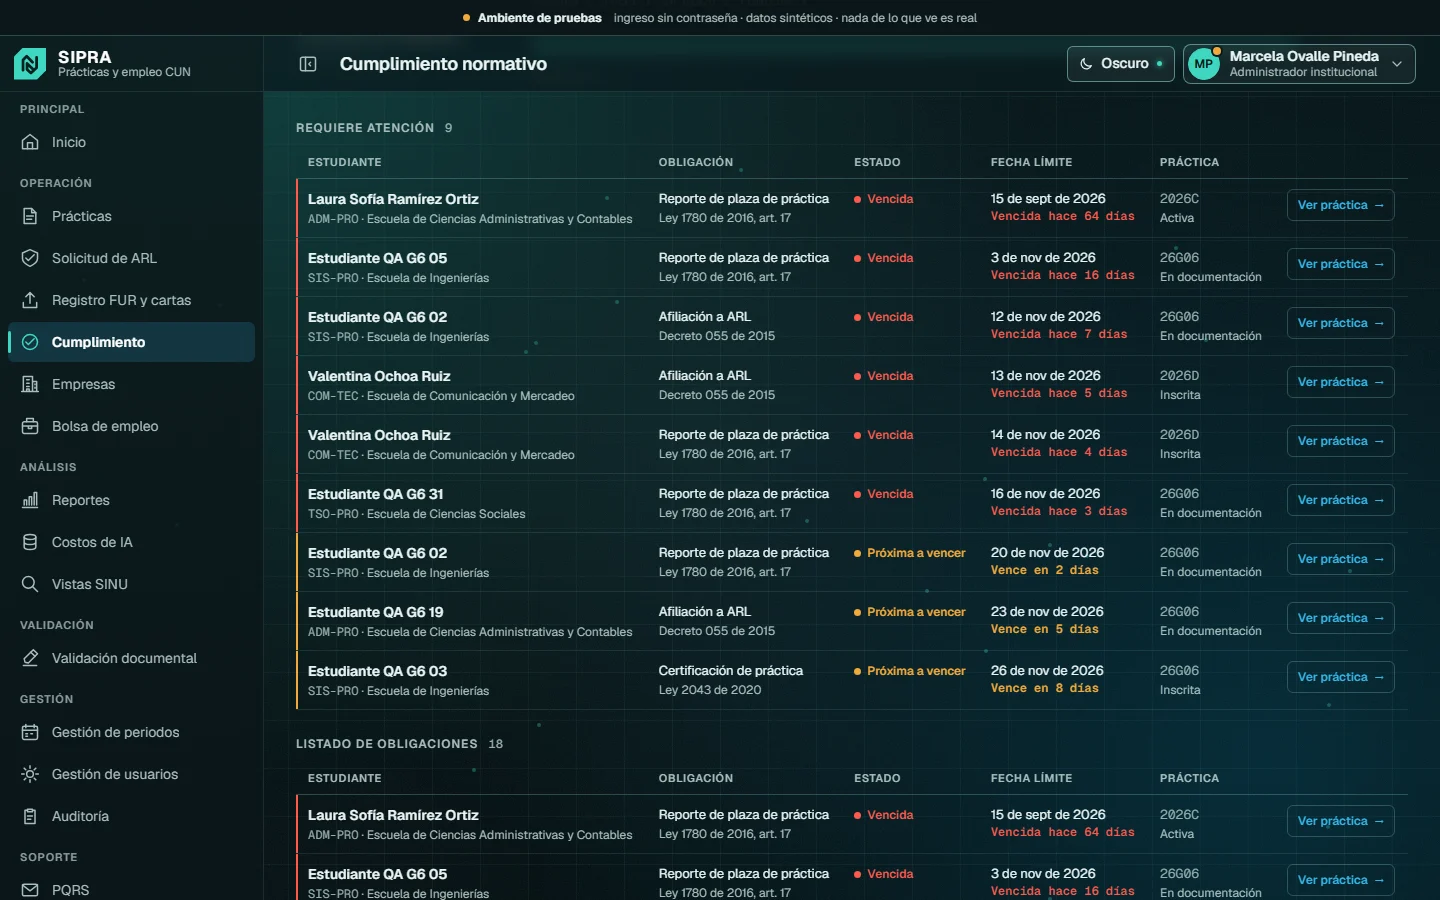 Ambiente de pruebas ingreso sin contraseña · datos sintéticos · nada de lo que ve es real
SIPRA
Prácticas y empleo CUN
Cumplimiento normativo
Oscuro
MP
Marcela Ovalle Pineda
Administrador institucional
PRINCIPAL
Inicio
OPERACIÓN
Prácticas
Solicitud de ARL
Registro FUR y cartas
Cumplimiento
Empresas
Bolsa de empleo
ANÁLISIS
Reportes
Costos de IA
Vistas SINU
VALIDACIÓN
Validación documental
GESTIÓN
Gestión de periodos
Gestión de usuarios
Auditoría
SOPORTE
PQRS
REQUIERE ATENCIÓN 9
ESTUDIANTE OBLIGACIÓN ESTADO FECHA LÍMITE PRÁCTICA
Laura Sofía Ramírez Ortiz Reporte de plaza de práctica Vencida 15 de sept de 2026 2026C Ver práctica →
ADM-PRO · Escuela de Ciencias Administrativas y Contables Ley 1780 de 2016, art. 17 Vencida hace 64 días Activa
Estudiante QA G6 05 Reporte de plaza de práctica Vencida 3 de nov de 2026 26G06 Ver práctica →
SIS-PRO · Escuela de Ingenierías Ley 1780 de 2016, art. 17 Vencida hace 16 días En documentación
Estudiante QA G6 02 Afiliación a ARL Vencida 12 de nov de 2026 26G06 Ver práctica →
SIS-PRO · Escuela de Ingenierías Decreto 055 de 2015 Vencida hace 7 días En documentación
Valentina Ochoa Ruiz Afiliación a ARL Vencida 13 de nov de 2026 2026D Ver práctica →
COM-TEC · Escuela de Comunicación y Mercadeo Decreto 055 de 2015 Vencida hace 5 días Inscrita
Valentina Ochoa Ruiz Reporte de plaza de práctica Vencida 14 de nov de 2026 2026D Ver práctica →
COM-TEC · Escuela de Comunicación y Mercadeo Ley 1780 de 2016, art. 17 Vencida hace 4 días Inscrita
Estudiante QA G6 31 Reporte de plaza de práctica Vencida 16 de nov de 2026 26G06 Ver práctica →
TSO-PRO · Escuela de Ciencias Sociales Ley 1780 de 2016, art. 17 Vencida hace 3 días En documentación
Estudiante QA G6 02 Reporte de plaza de práctica Próxima a vencer 20 de nov de 2026 26G06 Ver práctica →
SIS-PRO · Escuela de Ingenierías Ley 1780 de 2016, art. 17 Vence en 2 días En documentación
Estudiante QA G6 19 Afiliación a ARL Próxima a vencer 23 de nov de 2026 26G06 Ver práctica →
ADM-PRO · Escuela de Ciencias Administrativas y Contables Decreto 055 de 2015 Vence en 5 días En documentación
Estudiante QA G6 03 Certificación de práctica Próxima a vencer 26 de nov de 2026 26G06 Ver práctica →
SIS-PRO · Escuela de Ingenierías Ley 2043 de 2020 Vence en 8 días Inscrita
LISTADO DE OBLIGACIONES 18
ESTUDIANTE OBLIGACIÓN ESTADO FECHA LÍMITE PRÁCTICA
Laura Sofía Ramírez Ortiz Reporte de plaza de práctica Vencida 15 de sept de 2026 2026C Ver práctica →
ADM-PRO · Escuela de Ciencias Administrativas y Contables Ley 1780 de 2016, art. 17 Vencida hace 64 días Activa
Estudiante QA G6 05 Reporte de plaza de práctica Vencida 3 de nov de 2026 26G06 Ver práctica →
SIS-PRO · Escuela de Ingenierías Ley 1780 de 2016, art. 17 Vencida hace 16 días En documentación